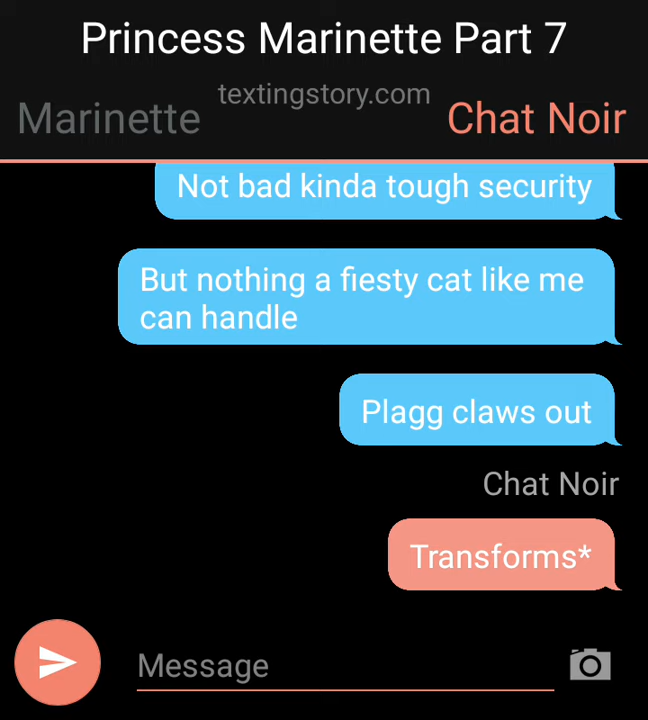 Princess Marinette Part 7
textingstory.com
Marinette
Chat Noir
Not bad kinda tough security
But nothing a fiesty cat like me
can handle
Plagg claws out
Chat Noir
Transforms*
Message